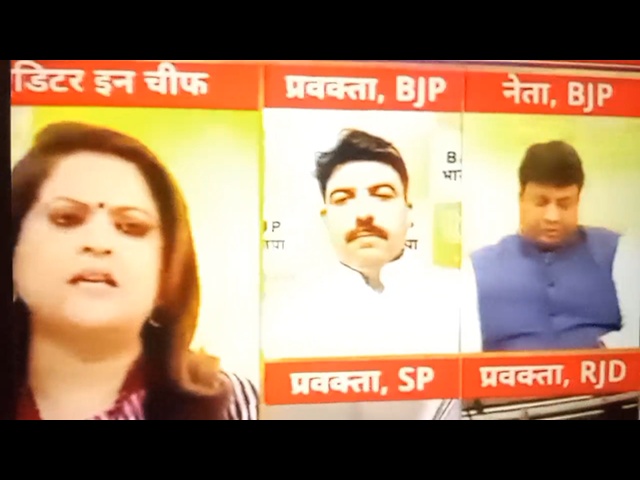 डिटर इन चीफ
प्रवक्ता, BJP
नेता, BJP
प्रवक्ता, SP
प्रवक्ता, RJD